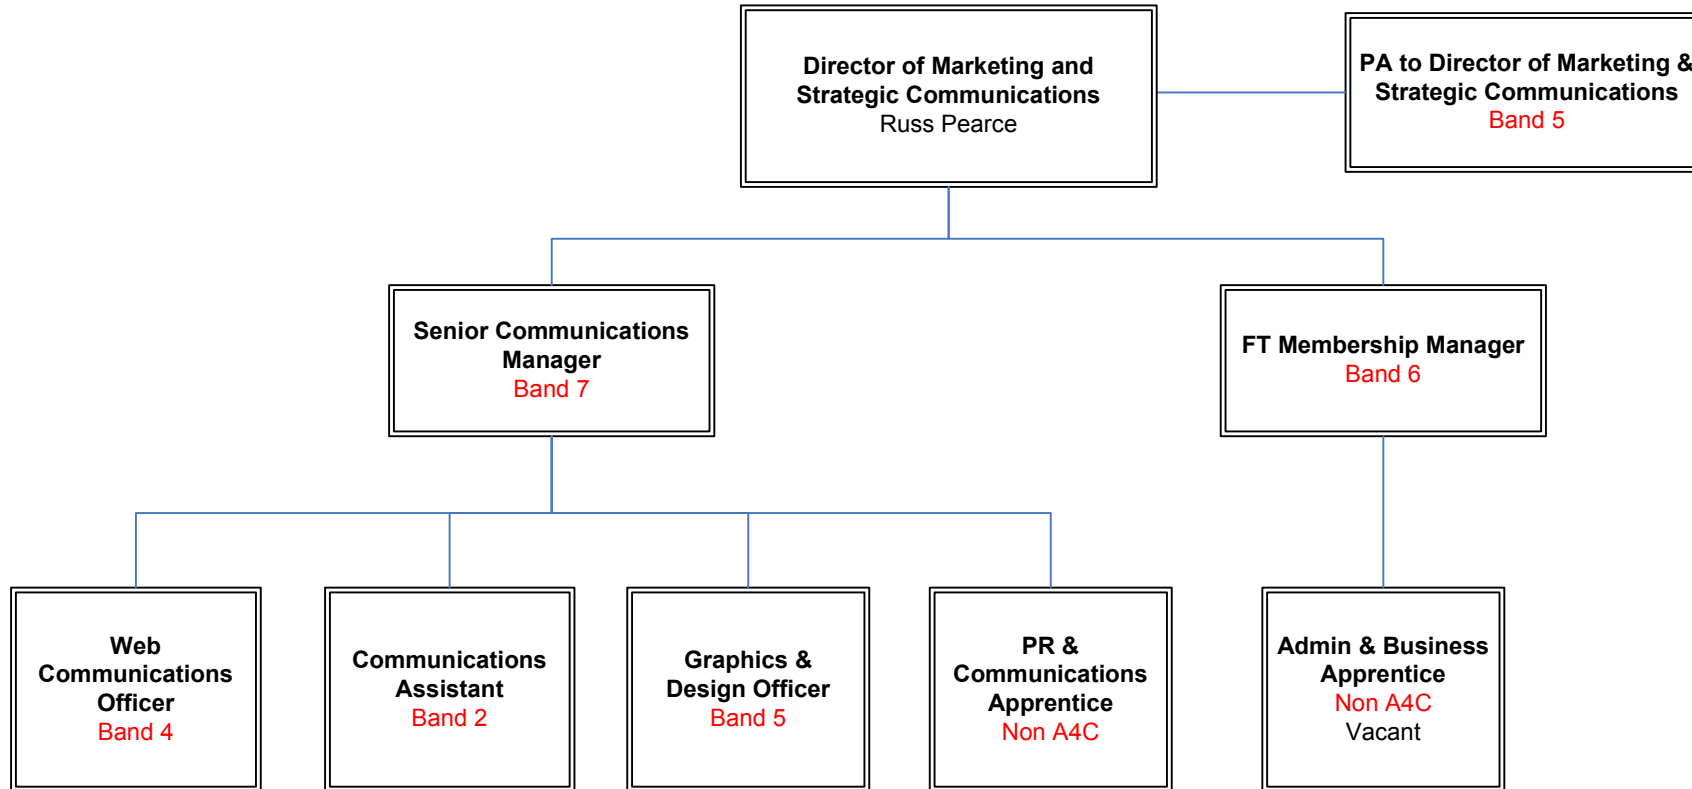 Director of Marketing and
Strategic Communications
Russ Pearce
PA to Director of Marketing &
Strategic Communications
Band 5
Senior Communications
Manager
Band 7
FT Membership Manager
Band 6
Web
Communications
Officer
Band 4
Communications
Assistant
Band 2
Graphics &
Design Officer
Band 5
PR &
Communications
Apprentice
Non A4C
Admin & Business
Apprentice
Non A4C
Vacant